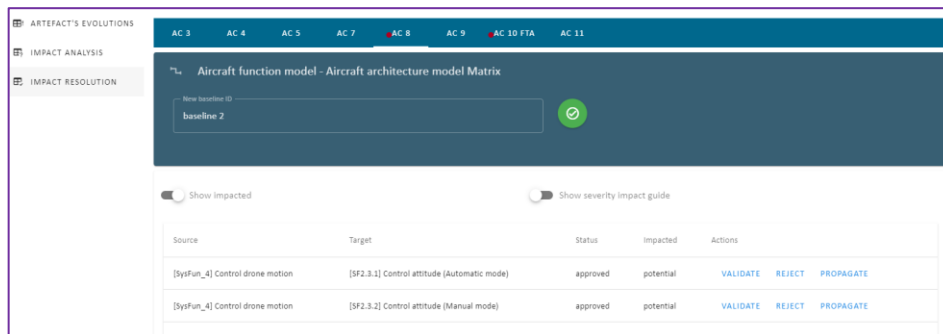 ARTEFACT'S EVOLUTIONS
IMPACT ANALYSIS
IMPACT RESOLUTION
AC 3 AC 4 AC 5 AC 7 AC 8 AC 9 AC 10 FTA AC 11
Aircraft function model - Aircraft architecture model Matrix
New baseline ID
baseline 2
Show impacted Show severity impact guide
Source Target Status Impacted Actions
[SysFun_4] Control drone motion [SF2.3.1] Control attitude (Automatic mode) approved potential VALIDATE REJECT PROPAGATE
[SysFun_4] Control drone motion [SF2.3.2] Control attitude (Manual mode) approved potential VALIDATE REJECT PROPAGATE